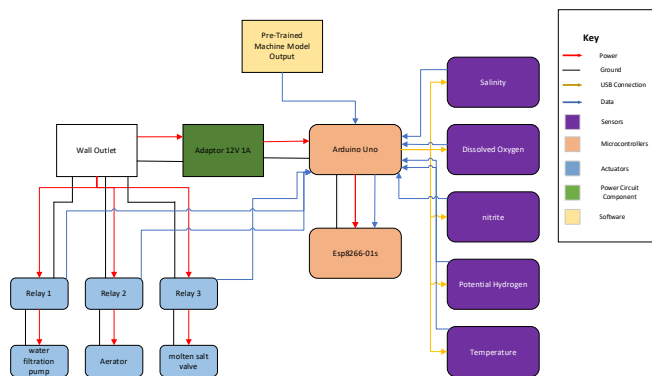 Pre-Trained
Machine Model
Output
Key
Power
Ground
USB Connection
Data
Sensors
Microcontrollers
Actuators
Power Circuit
Component
Software
Salinity
Wall Outlet
Adaptor 12V 1A
Arduino Uno
Dissolved Oxygen
nitrite
Esp8266-01s
Potential Hydrogen
Relay 1
Relay 2
Relay 3
water
filtration
pump
Aerator
molten salt
valve
Temperature